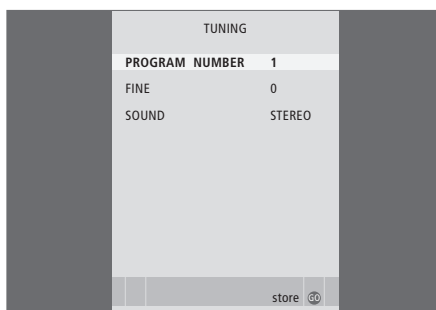 TUNING
PROGRAM NUMBER 1
FINE 0
SOUND STEREO
store GO